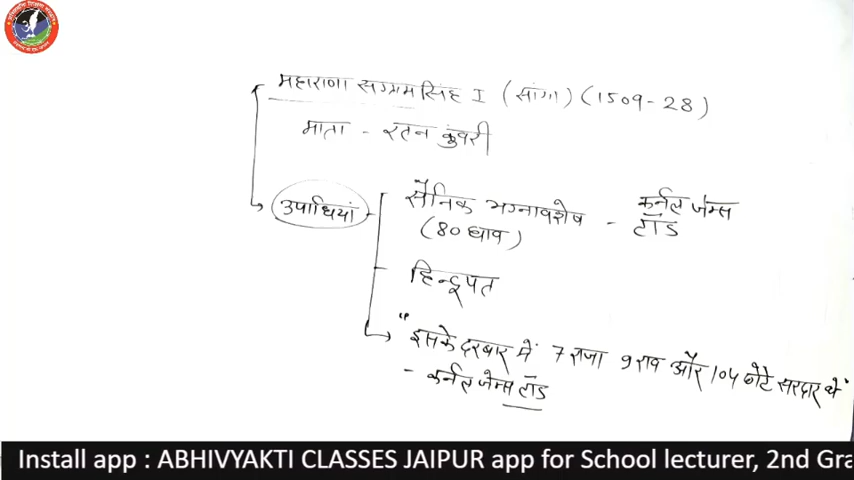 महाराणा सग्रामसिंह I (सांगा) (1509-28)
माता - रतन कुंवरी
उपाधियां
सैनिक भग्नावशेष - कर्नल जेम्स टॉड
(80 घाव)
हिन्दूपत
"इसके दरबार में 7 राजा 9 राव और 104 छोटे सरदार थे"
- कर्नल जेम्स टॉड
Install app : ABHIVYAKTI CLASSES JAIPUR app for School lecturer, 2nd Gra